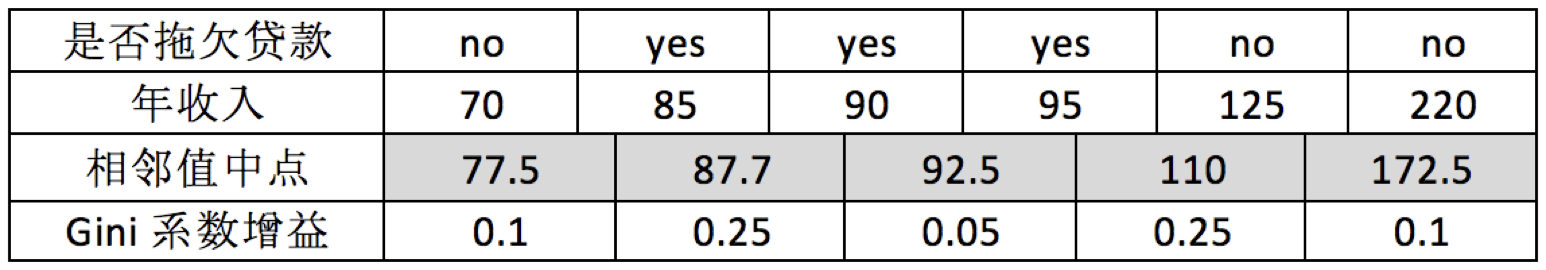 是否拖欠贷款 no yes yes yes no no
年收入 70 85 90 95 125 220
相邻值中点 77.5 87.7 92.5 110 172.5
Gini 系数增益 0.1 0.25 0.05 0.25 0.1